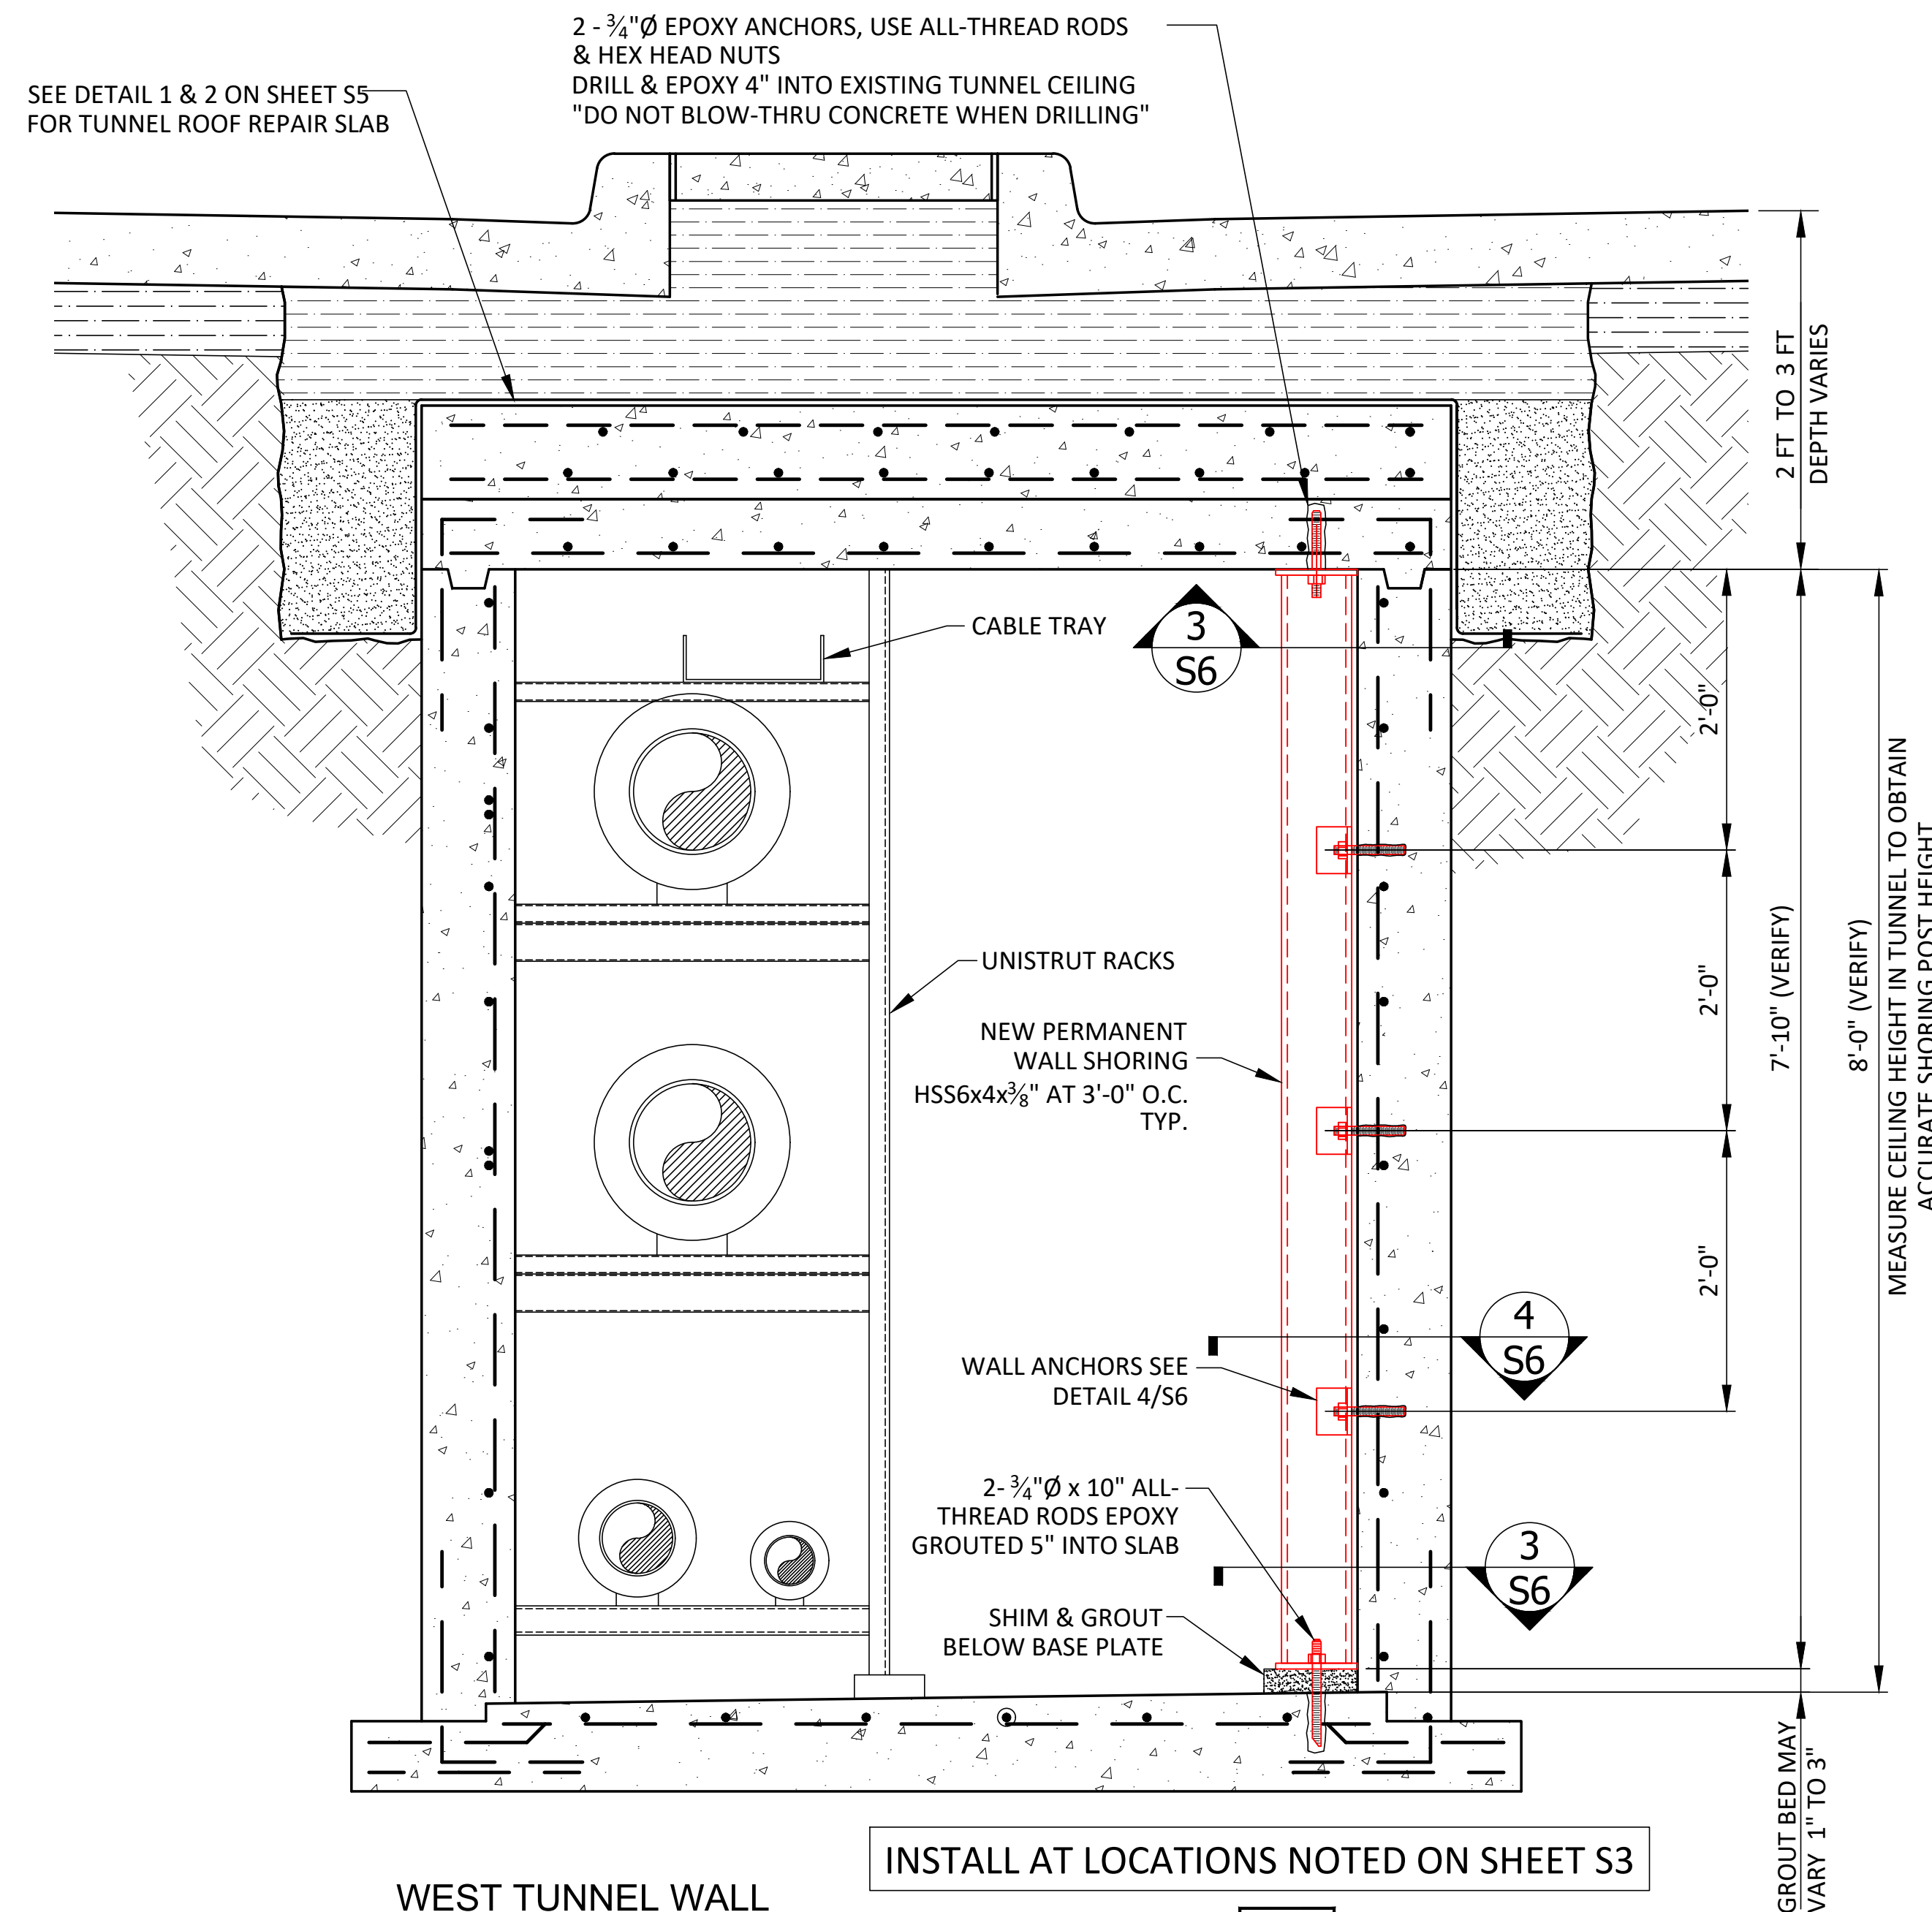 2 - ¾"Ø EPOXY ANCHORS, USE ALL-THREAD RODS
& HEX HEAD NUTS
DRILL & EPOXY 4" INTO EXISTING TUNNEL CEILING
"DO NOT BLOW-THRU CONCRETE WHEN DRILLING"
SEE DETAIL 1 & 2 ON SHEET S5
FOR TUNNEL ROOF REPAIR SLAB
2 FT TO 3 FT
DEPTH VARIES
CABLE TRAY
3
S6
2'-0"
UNISTRUT RACKS
NEW PERMANENT
WALL SHORING
HSS6x4x⅜" AT 3'-0" O.C.
TYP.
2'-0"
7'-10" (VERIFY)
8'-0" (VERIFY)
MEASURE CEILING HEIGHT IN TUNNEL TO OBTAIN
ACCURATE SHORING POST HEIGHT
2'-0"
4
S6
WALL ANCHORS SEE
DETAIL 4/S6
2- ¾"Ø x 10" ALL-
THREAD RODS EPOXY
GROUTED 5" INTO SLAB
3
S6
SHIM & GROUT
BELOW BASE PLATE
GROUT BED MAY
VARY 1" TO 3"
INSTALL AT LOCATIONS NOTED ON SHEET S3
WEST TUNNEL WALL